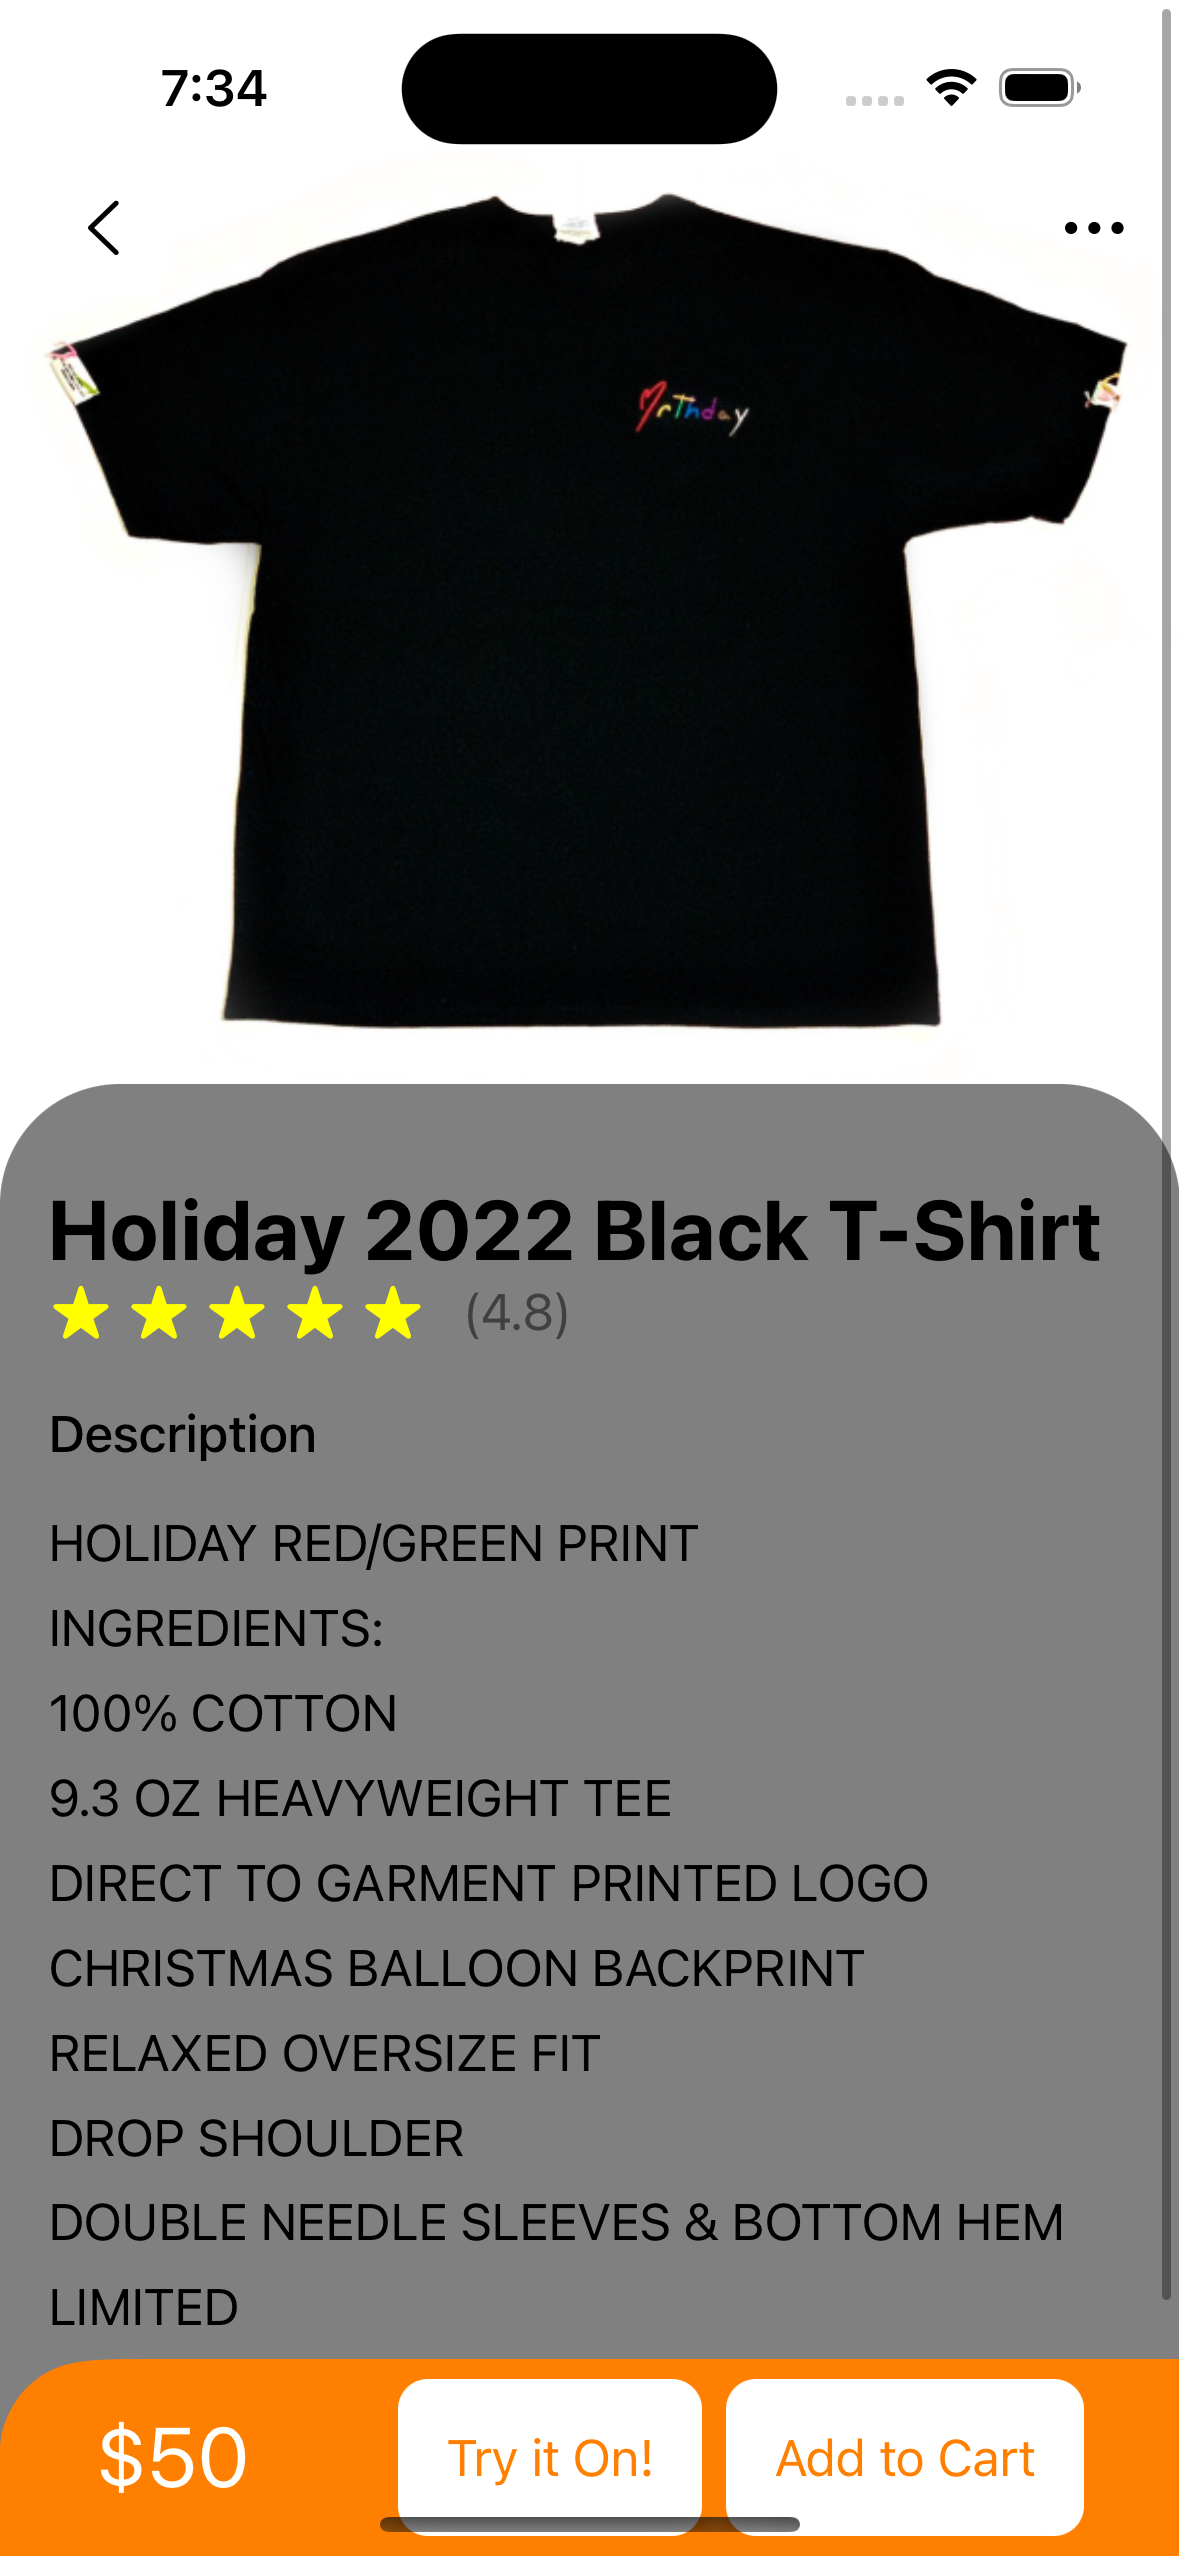 7:34
MrThday
Holiday 2022 Black T-Shirt
(4.8)
Description
HOLIDAY RED/GREEN PRINT
INGREDIENTS:
100% COTTON
9.3 OZ HEAVYWEIGHT TEE
DIRECT TO GARMENT PRINTED LOGO
CHRISTMAS BALLOON BACKPRINT
RELAXED OVERSIZE FIT
DROP SHOULDER
DOUBLE NEEDLE SLEEVES & BOTTOM HEM
LIMITED
$50
Try it On!
Add to Cart